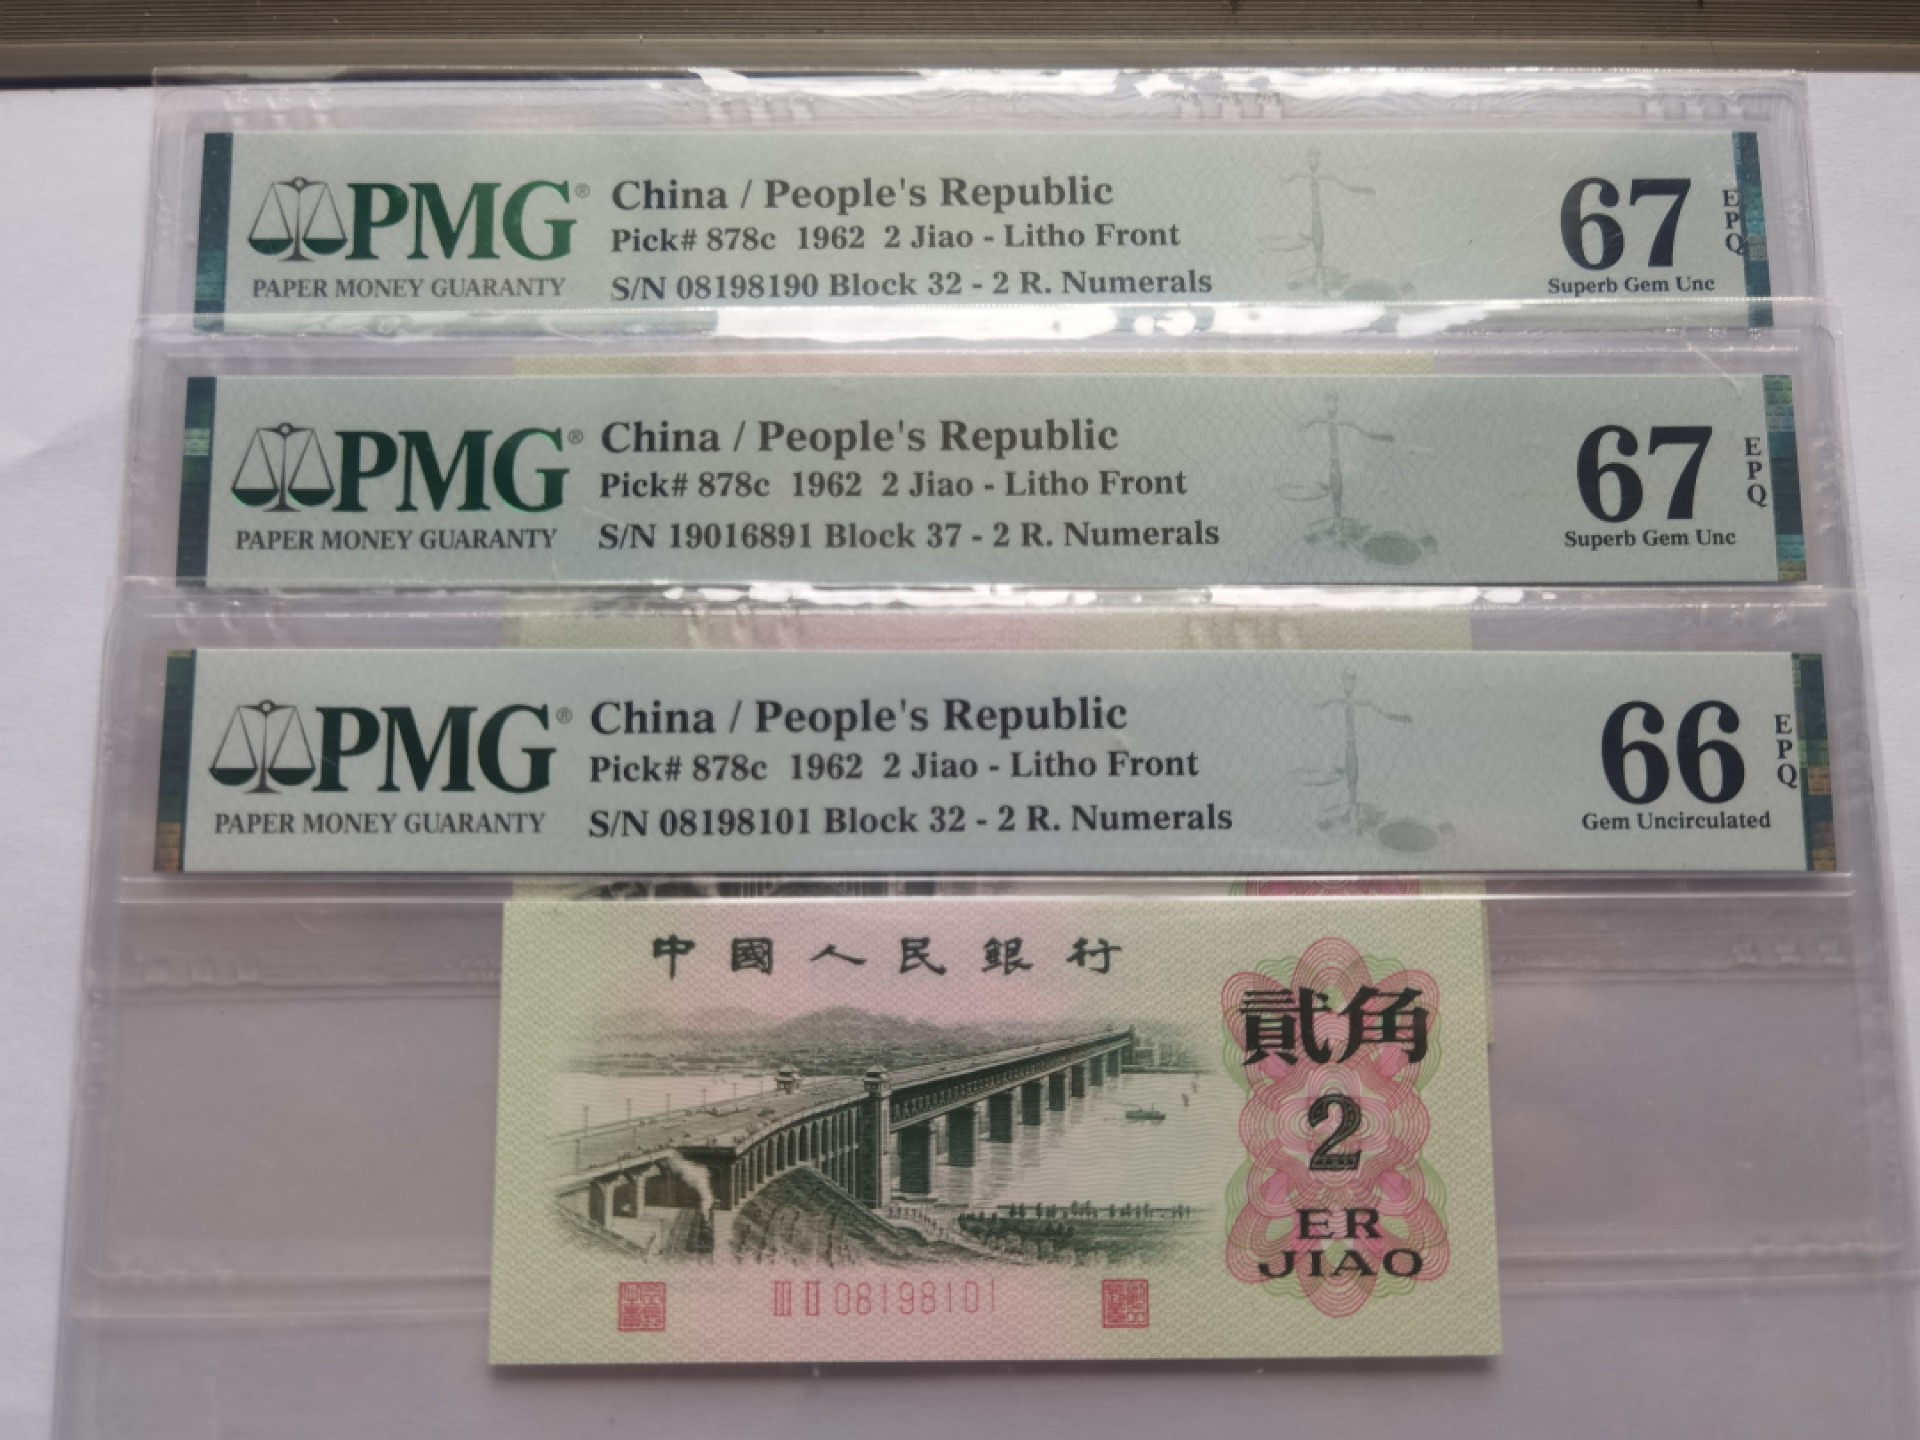 PMG® China / People's Republic 67 EPQ
Pick# 878c 1962 2 Jiao - Litho Front
PAPER MONEY GUARANTY S/N 08198190 Block 32 - 2 R. Numerals Superb Gem Unc
PMG® China / People's Republic 67 EPQ
Pick# 878c 1962 2 Jiao - Litho Front
PAPER MONEY GUARANTY S/N 19016891 Block 37 - 2 R. Numerals Superb Gem Unc
PMG® China / People's Republic 66 EPQ
Pick# 878c 1962 2 Jiao - Litho Front
PAPER MONEY GUARANTY S/N 08198101 Block 32 - 2 R. Numerals Gem Uncirculated
中國人民銀行
貳角
2
ER
JIAO
III II 08198101